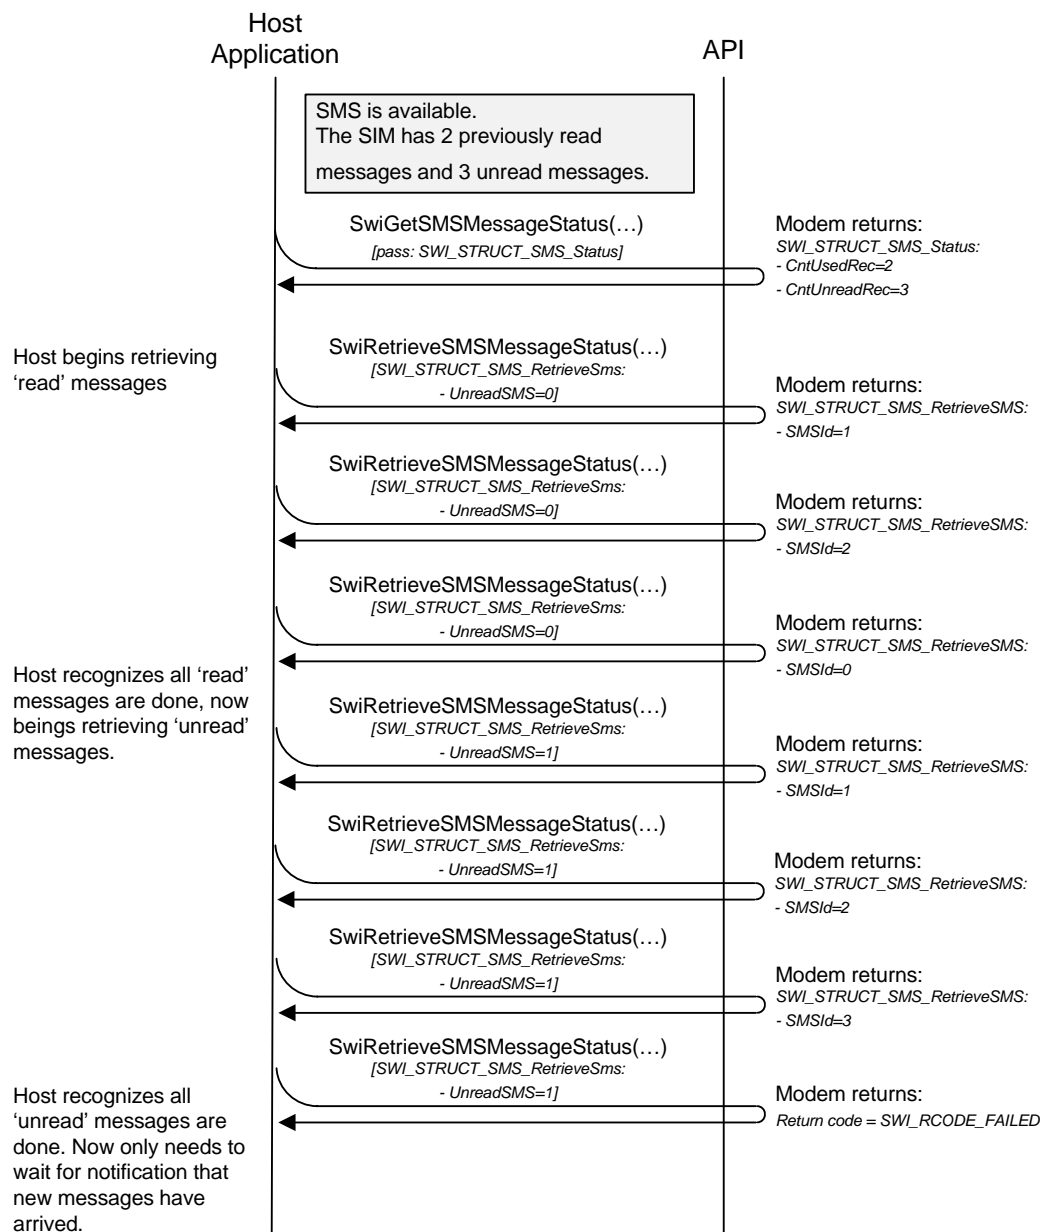 Host
Application
API
SMS is available.
The SIM has 2 previously read
messages and 3 unread messages.
SwiGetSMSMessageStatus(…)
[pass: SWI_STRUCT_SMS_Status]
Modem returns:
SWI_STRUCT_SMS_Status:
- CntUsedRec=2
- CntUnreadRec=3
Host begins retrieving
‘read’ messages
SwiRetrieveSMSMessageStatus(…)
[SWI_STRUCT_SMS_RetrieveSms:
- UnreadSMS=0]
Modem returns:
SWI_STRUCT_SMS_RetrieveSMS:
- SMSId=1
SwiRetrieveSMSMessageStatus(…)
[SWI_STRUCT_SMS_RetrieveSms:
- UnreadSMS=0]
Modem returns:
SWI_STRUCT_SMS_RetrieveSMS:
- SMSId=2
SwiRetrieveSMSMessageStatus(…)
[SWI_STRUCT_SMS_RetrieveSms:
- UnreadSMS=0]
Modem returns:
SWI_STRUCT_SMS_RetrieveSMS:
- SMSId=0
Host recognizes all ‘read’
messages are done, now
beings retrieving ‘unread’
messages.
SwiRetrieveSMSMessageStatus(…)
[SWI_STRUCT_SMS_RetrieveSms:
- UnreadSMS=1]
Modem returns:
SWI_STRUCT_SMS_RetrieveSMS:
- SMSId=1
SwiRetrieveSMSMessageStatus(…)
[SWI_STRUCT_SMS_RetrieveSms:
- UnreadSMS=1]
Modem returns:
SWI_STRUCT_SMS_RetrieveSMS:
- SMSId=2
SwiRetrieveSMSMessageStatus(…)
[SWI_STRUCT_SMS_RetrieveSms:
- UnreadSMS=1]
Modem returns:
SWI_STRUCT_SMS_RetrieveSMS:
- SMSId=3
SwiRetrieveSMSMessageStatus(…)
[SWI_STRUCT_SMS_RetrieveSms:
- UnreadSMS=1]
Modem returns:
Return code = SWI_RCODE_FAILED
Host recognizes all
‘unread’ messages are
done. Now only needs to
wait for notification that
new messages have
arrived.